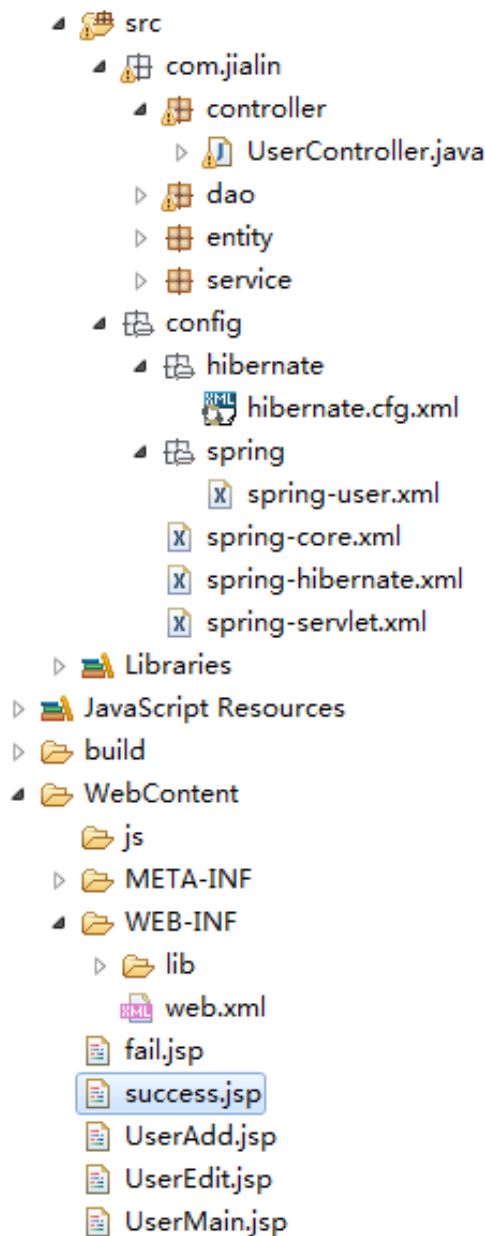 src
com.jialin
controller
UserController.java
dao
entity
service
config
hibernate
hibernate.cfg.xml
spring
spring-user.xml
spring-core.xml
spring-hibernate.xml
spring-servlet.xml
Libraries
JavaScript Resources
build
WebContent
js
META-INF
WEB-INF
lib
web.xml
fail.jsp
success.jsp
UserAdd.jsp
UserEdit.jsp
UserMain.jsp